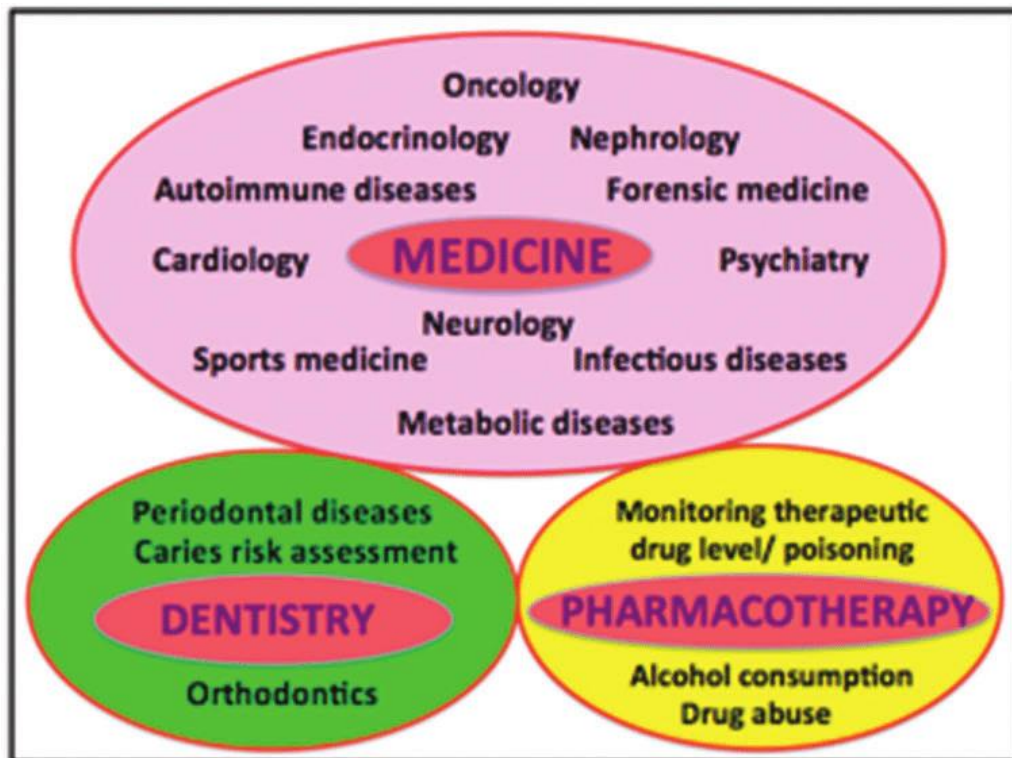 Oncology
Endocrinology Nephrology
Autoimmune diseases Forensic medicine
Cardiology MEDICINE Psychiatry
Neurology
Sports medicine Infectious diseases
Metabolic diseases
Periodontal diseases
Caries risk assessment
DENTISTRY
Orthodontics
Monitoring therapeutic
drug level/ poisoning
PHARMACOTHERAPY
Alcohol consumption
Drug abuse